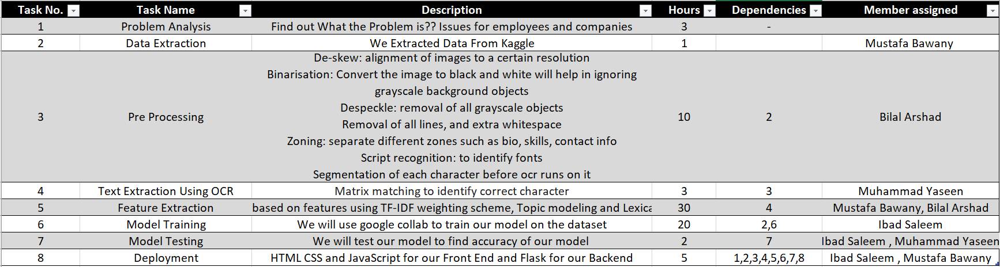 Task No. Task Name Description Hours Dependencies Member assigned
1 Problem Analysis Find out What the Problem is?? Issues for employees and companies 3 -
2 Data Extraction We Extracted Data From Kaggle 1 Mustafa Bawany
3 Pre Processing De-skew: alignment of images to a certain resolution
Binarisation: Convert the image to black and white will help in ignoring
grayscale background objects
Despeckle: removal of all grayscale objects
Removal of all lines, and extra whitespace
Zoning: separate different zones such as bio, skills, contact info
Script recognition: to identify fonts
Segmentation of each character before ocr runs on it 10 2 Bilal Arshad
4 Text Extraction Using OCR Matrix matching to identify correct character 3 3 Muhammad Yaseen
5 Feature Extraction based on features using TF-IDF weighting scheme, Topic modeling and Lexica 30 4 Mustafa Bawany, Bilal Arshad
6 Model Training We will use google collab to train our model on the dataset 20 2,6 Ibad Saleem
7 Model Testing We will test our model to find accuracy of our model 2 7 Ibad Saleem , Muhammad Yaseen
8 Deployment HTML CSS and JavaScript for our Front End and Flask for our Backend 5 1,2,3,4,5,6,7,8 Ibad Saleem , Mustafa Bawany